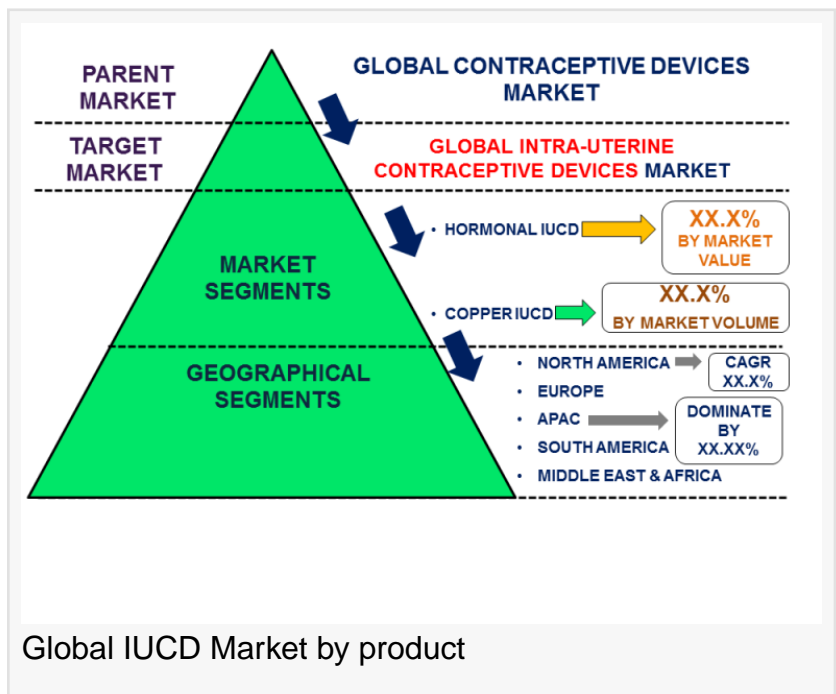 PARENT
MARKET
GLOBAL CONTRACEPTIVE DEVICES
MARKET
TARGET
MARKET
GLOBAL INTRA-UTERINE
CONTRACEPTIVE DEVICES MARKET
MARKET
SEGMENTS
• HORMONAL IUCD
XX.X%
BY MARKET
VALUE
• COPPER IUCD
XX.X%
BY MARKET VOLUME
GEOGRAPHICAL
SEGMENTS
• NORTH AMERICA
CAGR
XX.X%
• EUROPE
• APAC
DOMINATE
BY
XX.XX%
• SOUTH AMERICA
• MIDDLE EAST & AFRICA
Global IUCD Market by product